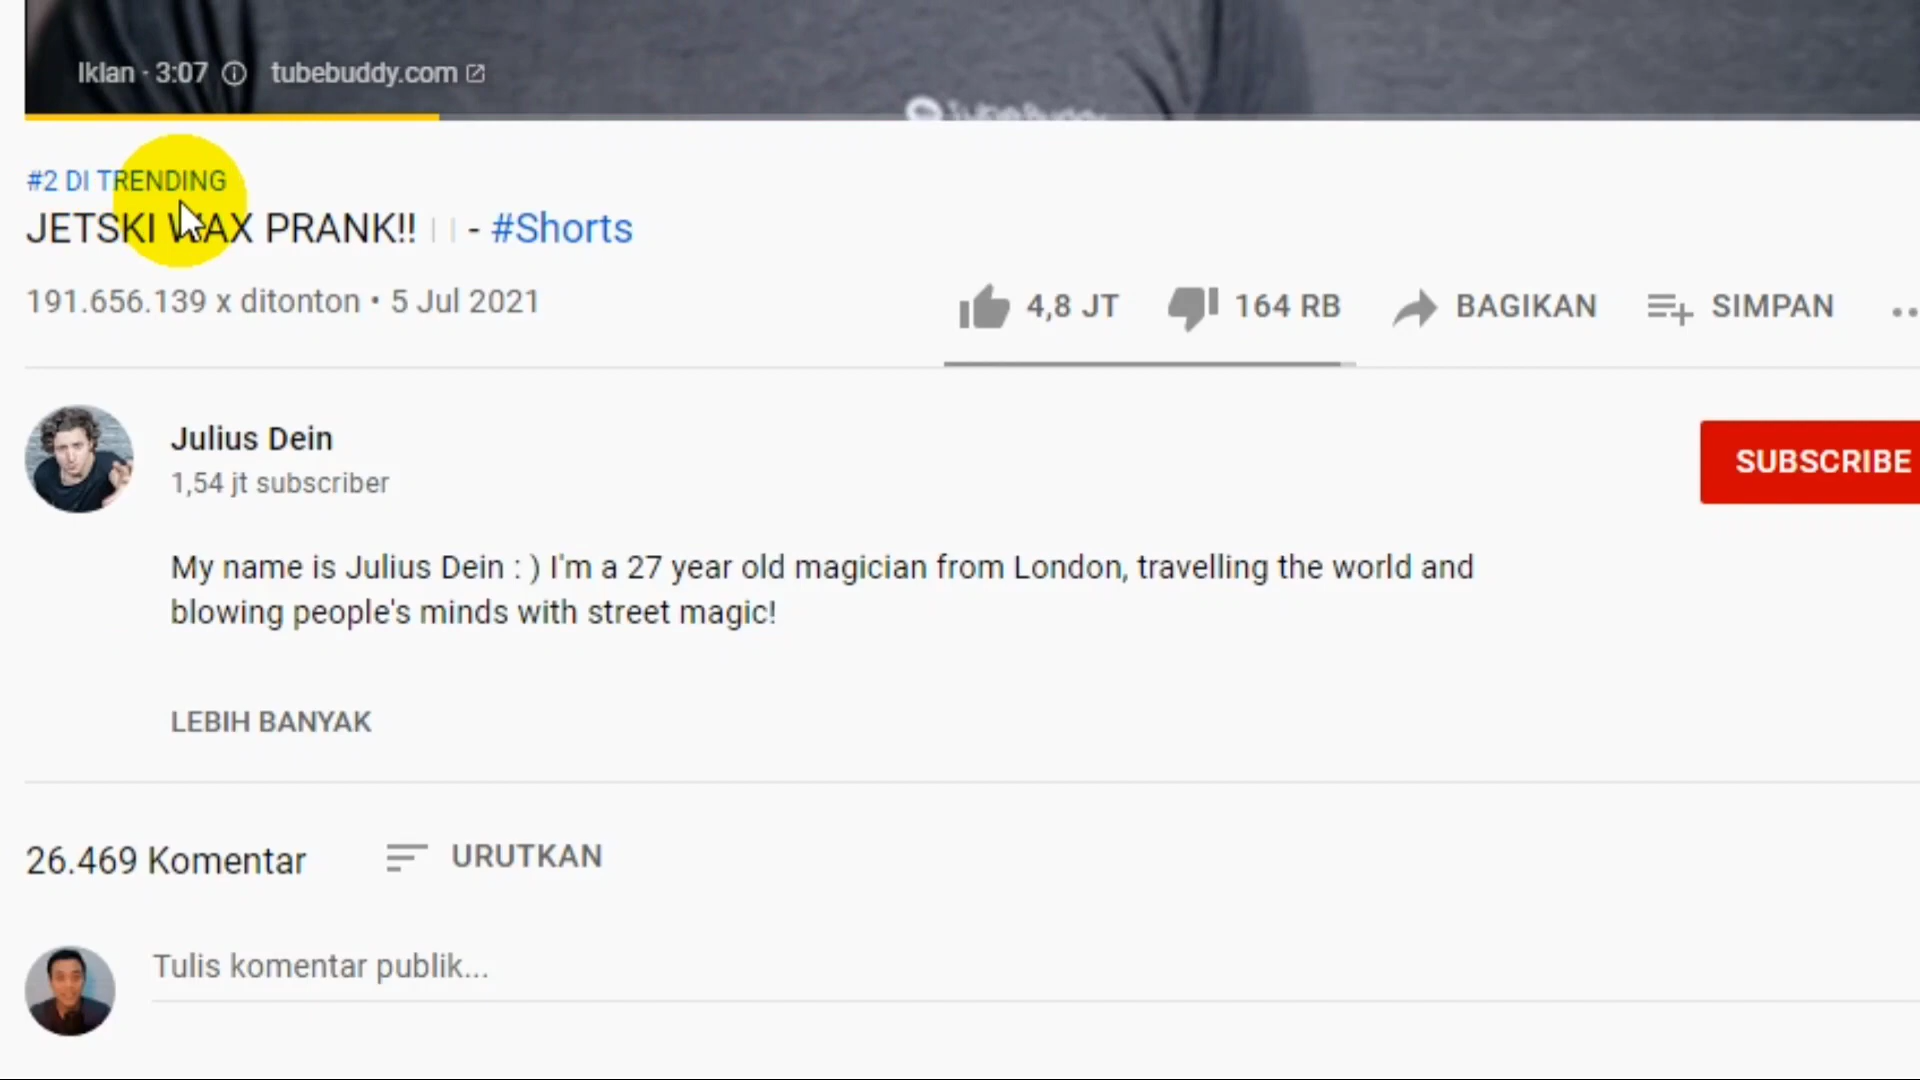 Iklan · 3:07 tubebuddy.com
TubeBuddy
#2 DI TRENDING
JETSKI WAX PRANK!! - #Shorts
191.656.139 x ditonton • 5 Jul 2021
4,8 JT 164 RB BAGIKAN SIMPAN
Julius Dein
1,54 jt subscriber
SUBSCRIBE
My name is Julius Dein : ) I'm a 27 year old magician from London, travelling the world and
blowing people's minds with street magic!
LEBIH BANYAK
26.469 Komentar URUTKAN
Tulis komentar publik...